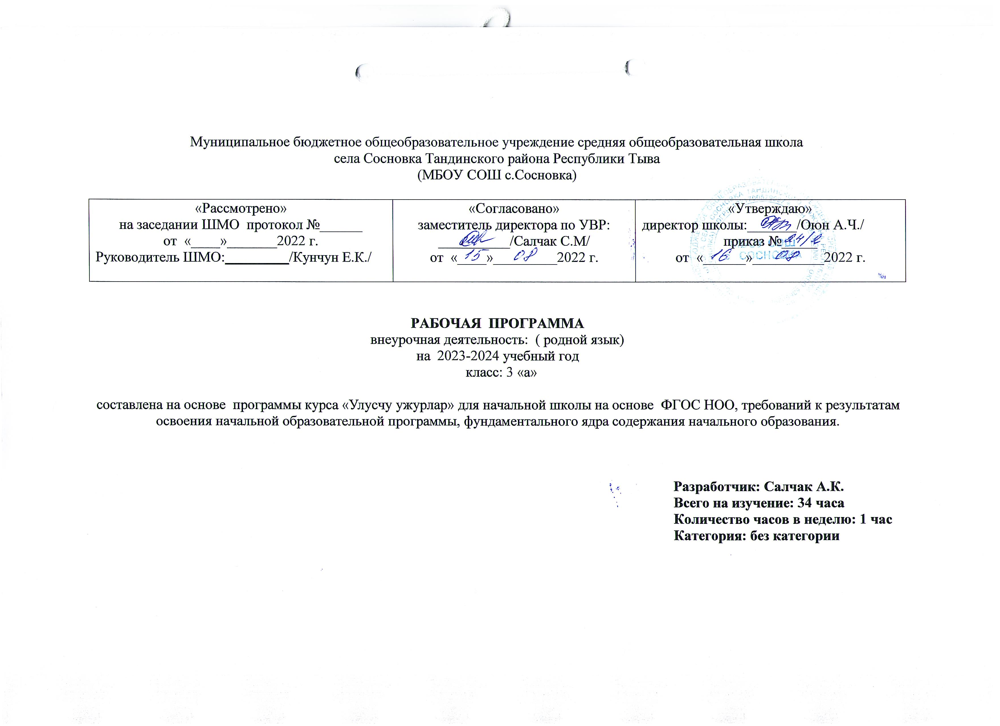 Муниципальное бюджетное общеобразовательное учреждение средняя общеобразовательная школа
села Сосновка Тандинского района Республики Тыва
(МБОУ СОШ с.Сосновка)
«Рассмотрено»
на заседании ШМО протокол №______
от «____»_______2022 г.
Руководитель ШМО:_________/Кунчун Е.К./
«Согласовано»
заместитель директора по УВР:
__________/Салчак С.М/
от «15»08 2022 г.
«Утверждаю»
директор школы:_______/Оюн А.Ч./
приказ № 24/2
от «16»08 2022 г.
СОШ
СОСНОВКА
РАБОЧАЯ ПРОГРАММА
внеурочная деятельность: ( родной язык)
на 2023-2024 учебный год
класс: 3 «а»
составлена на основе программы курса «Улусчу ужурлар» для начальной школы на основе ФГОС НОО, требований к результатам
освоения начальной образовательной программы, фундаментального ядра содержания начального образования.
Разработчик: Салчак А.К.
Всего на изучение: 34 часа
Количество часов в неделю: 1 час
Категория: без категории